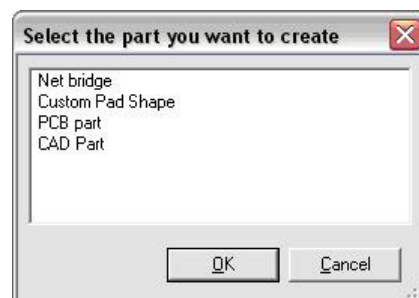 Select the part you want to create
Net bridge
Custom Pad Shape
PCB part
CAD Part
OK
Cancel